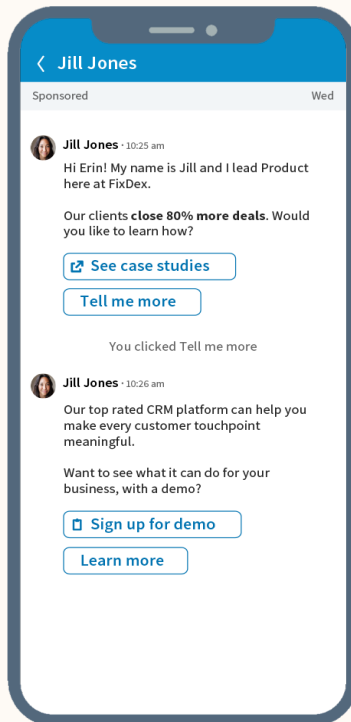 Jill Jones
Sponsored Wed
Jill Jones · 10:25 am
Hi Erin! My name is Jill and I lead Product
here at FixDex.
Our clients close 80% more deals. Would
you like to learn how?
See case studies
Tell me more
You clicked Tell me more
Jill Jones · 10:26 am
Our top rated CRM platform can help you
make every customer touchpoint
meaningful.
Want to see what it can do for your
business, with a demo?
Sign up for demo
Learn more